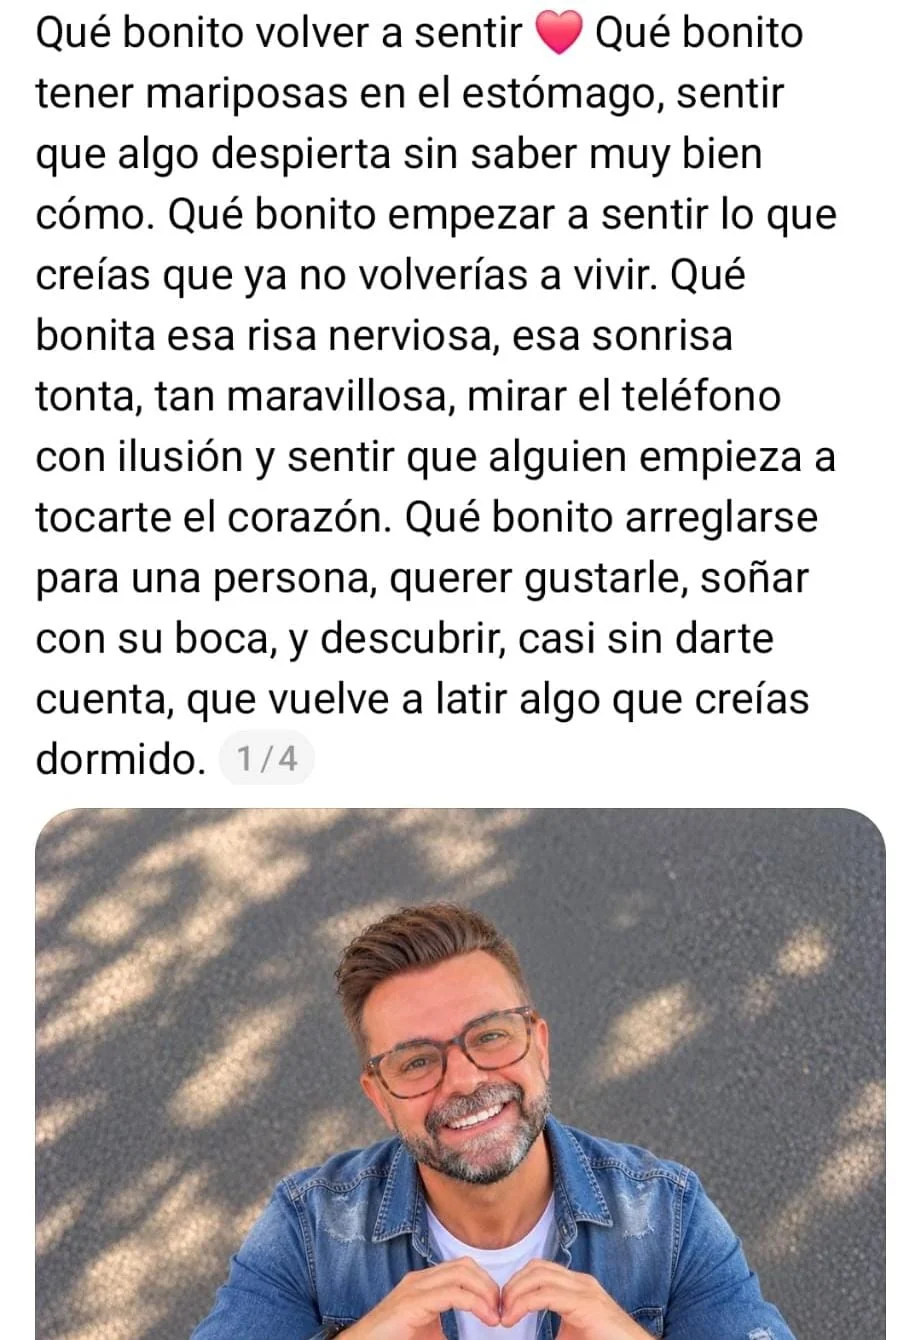 Qué bonito volver a sentir ❤️ Qué bonito
tener mariposas en el estómago, sentir
que algo despierta sin saber muy bien
cómo. Qué bonito empezar a sentir lo que
creías que ya no volverías a vivir. Qué
bonita esa risa nerviosa, esa sonrisa
tonta, tan maravillosa, mirar el teléfono
con ilusión y sentir que alguien empieza a
tocarte el corazón. Qué bonito arreglarse
para una persona, querer gustarle, soñar
con su boca, y descubrir, casi sin darte
cuenta, que vuelve a latir algo que creías
dormido. 1/4